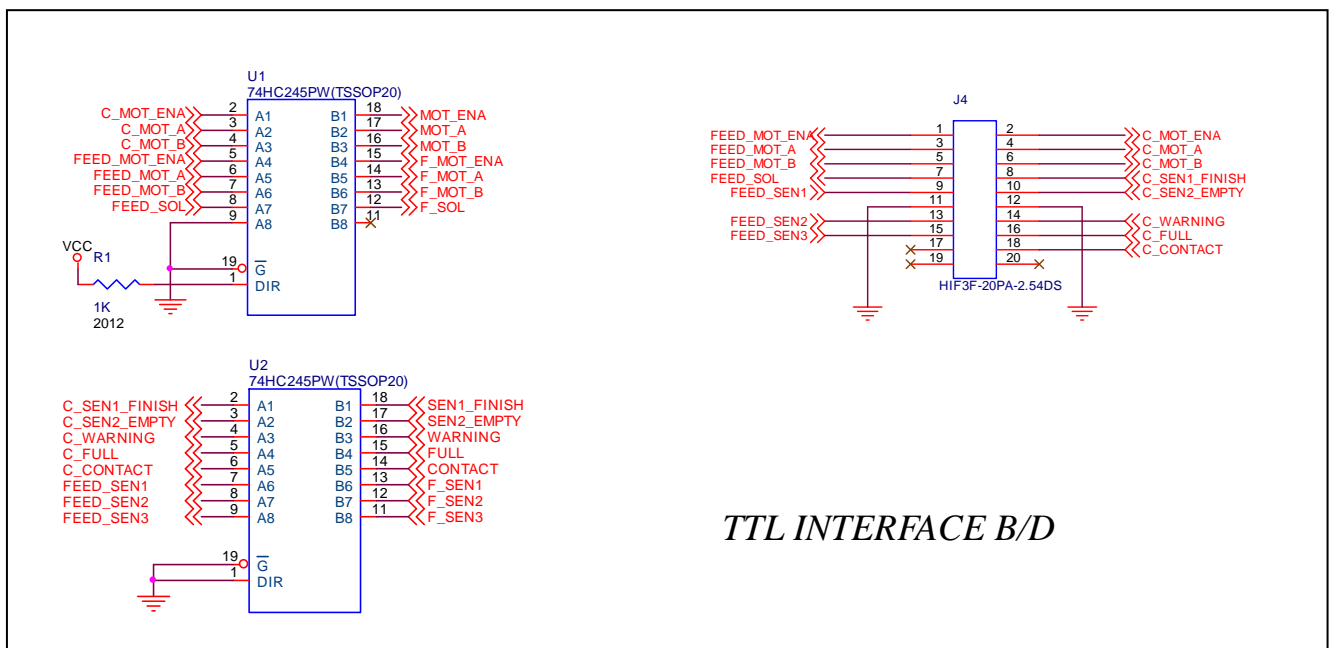 U1
74HC245PW(TSSOP20)
C_MOT_ENA 2 A1 B1 18 MOT_ENA
C_MOT_A 3 A2 B2 17 MOT_A
C_MOT_B 4 A3 B3 16 MOT_B
FEED_MOT_ENA 5 A4 B4 15 F_MOT_ENA
FEED_MOT_A 6 A5 B5 14 F_MOT_A
FEED_MOT_B 7 A6 B6 13 F_MOT_B
FEED_SOL 8 A7 B7 12 F_SOL
9 A8 B8 11
19 G
1 DIR
VCC
R1
1K
2012
J4
FEED_MOT_ENA 1 2 C_MOT_ENA
FEED_MOT_A 3 4 C_MOT_A
FEED_MOT_B 5 6 C_MOT_B
FEED_SOL 7 8 C_SEN1_FINISH
FEED_SEN1 9 10 C_SEN2_EMPTY
11 12
FEED_SEN2 13 14 C_WARNING
FEED_SEN3 15 16 C_FULL
17 18 C_CONTACT
19 20
HIF3F-20PA-2.54DS
U2
74HC245PW(TSSOP20)
C_SEN1_FINISH 2 A1 B1 18 SEN1_FINISH
C_SEN2_EMPTY 3 A2 B2 17 SEN2_EMPTY
C_WARNING 4 A3 B3 16 WARNING
C_FULL 5 A4 B4 15 FULL
C_CONTACT 6 A5 B5 14 CONTACT
FEED_SEN1 7 A6 B6 13 F_SEN1
FEED_SEN2 8 A7 B7 12 F_SEN2
FEED_SEN3 9 A8 B8 11 F_SEN3
19 G
1 DIR
TTL INTERFACE B/D